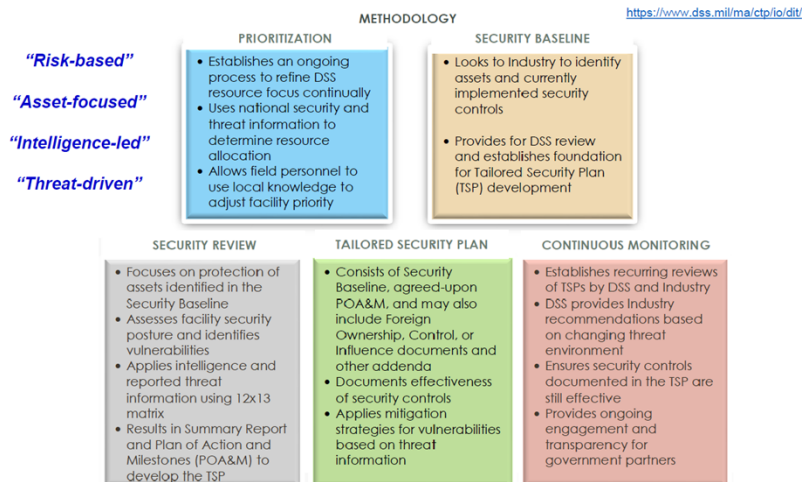 METHODOLOGY
https://www.dss.mil/ma/ctp/io/dit/
“Risk-based”
“Asset-focused”
“Intelligence-led”
“Threat-driven”
PRIORITIZATION
• Establishes an ongoing
process to refine DSS
resource focus continually
• Uses national security and
threat information to
determine resource
allocation
• Allows field personnel to
use local knowledge to
adjust facility priority
SECURITY BASELINE
• Looks to Industry to identify
assets and currently
implemented security
controls
• Provides for DSS review
and establishes foundation
for Tailored Security Plan
(TSP) development
SECURITY REVIEW
• Focuses on protection of
assets identified in the
Security Baseline
• Assesses facility security
posture and identifies
vulnerabilities
• Applies intelligence and
reported threat
information using 12x13
matrix
• Results in Summary Report
and Plan of Action and
Milestones (POA&M) to
develop the TSP
TAILORED SECURITY PLAN
• Consists of Security
Baseline, agreed-upon
POA&M, and may also
include Foreign
Ownership, Control, or
Influence documents and
other addenda
• Documents effectiveness
of security controls
• Applies mitigation
strategies for vulnerabilities
based on threat
information
CONTINUOUS MONITORING
• Establishes recurring reviews
of TSPs by DSS and Industry
• DSS provides Industry
recommendations based
on changing threat
environment
• Ensures security controls
documented in the TSP are
still effective
• Provides ongoing
engagement and
transparency for
government partners